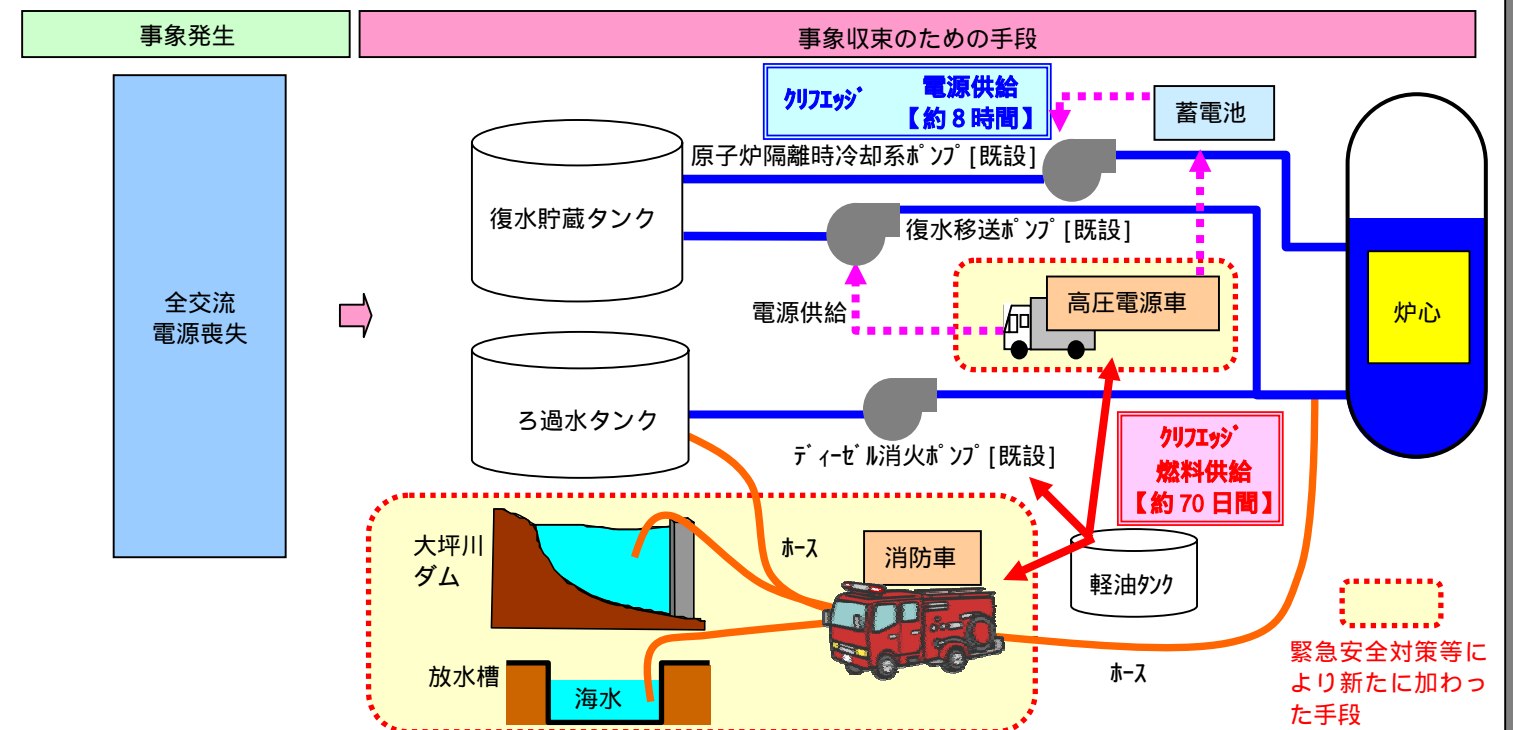 事象発生
事象収束のための手段
全交流
電源喪失
ｸﾘﾌｴｯｼﾞ 電源供給
【約８時間】
蓄電池
原子炉隔離時冷却系ﾎﾟﾝﾌﾟ[既設]
復水貯蔵タンク
復水移送ﾎﾟﾝﾌﾟ[既設]
電源供給
高圧電源車
炉心
ろ過水タンク
ﾃﾞｨｰｾﾞﾙ消火ﾎﾟﾝﾌﾟ[既設]
ｸﾘﾌｴｯｼﾞ
燃料供給
【約70日間】
大坪川
ダム
ﾎｰｽ
消防車
軽油ﾀﾝｸ
放水槽
海水
ﾎｰｽ
緊急安全対策等に
より新たに加わっ
た手段